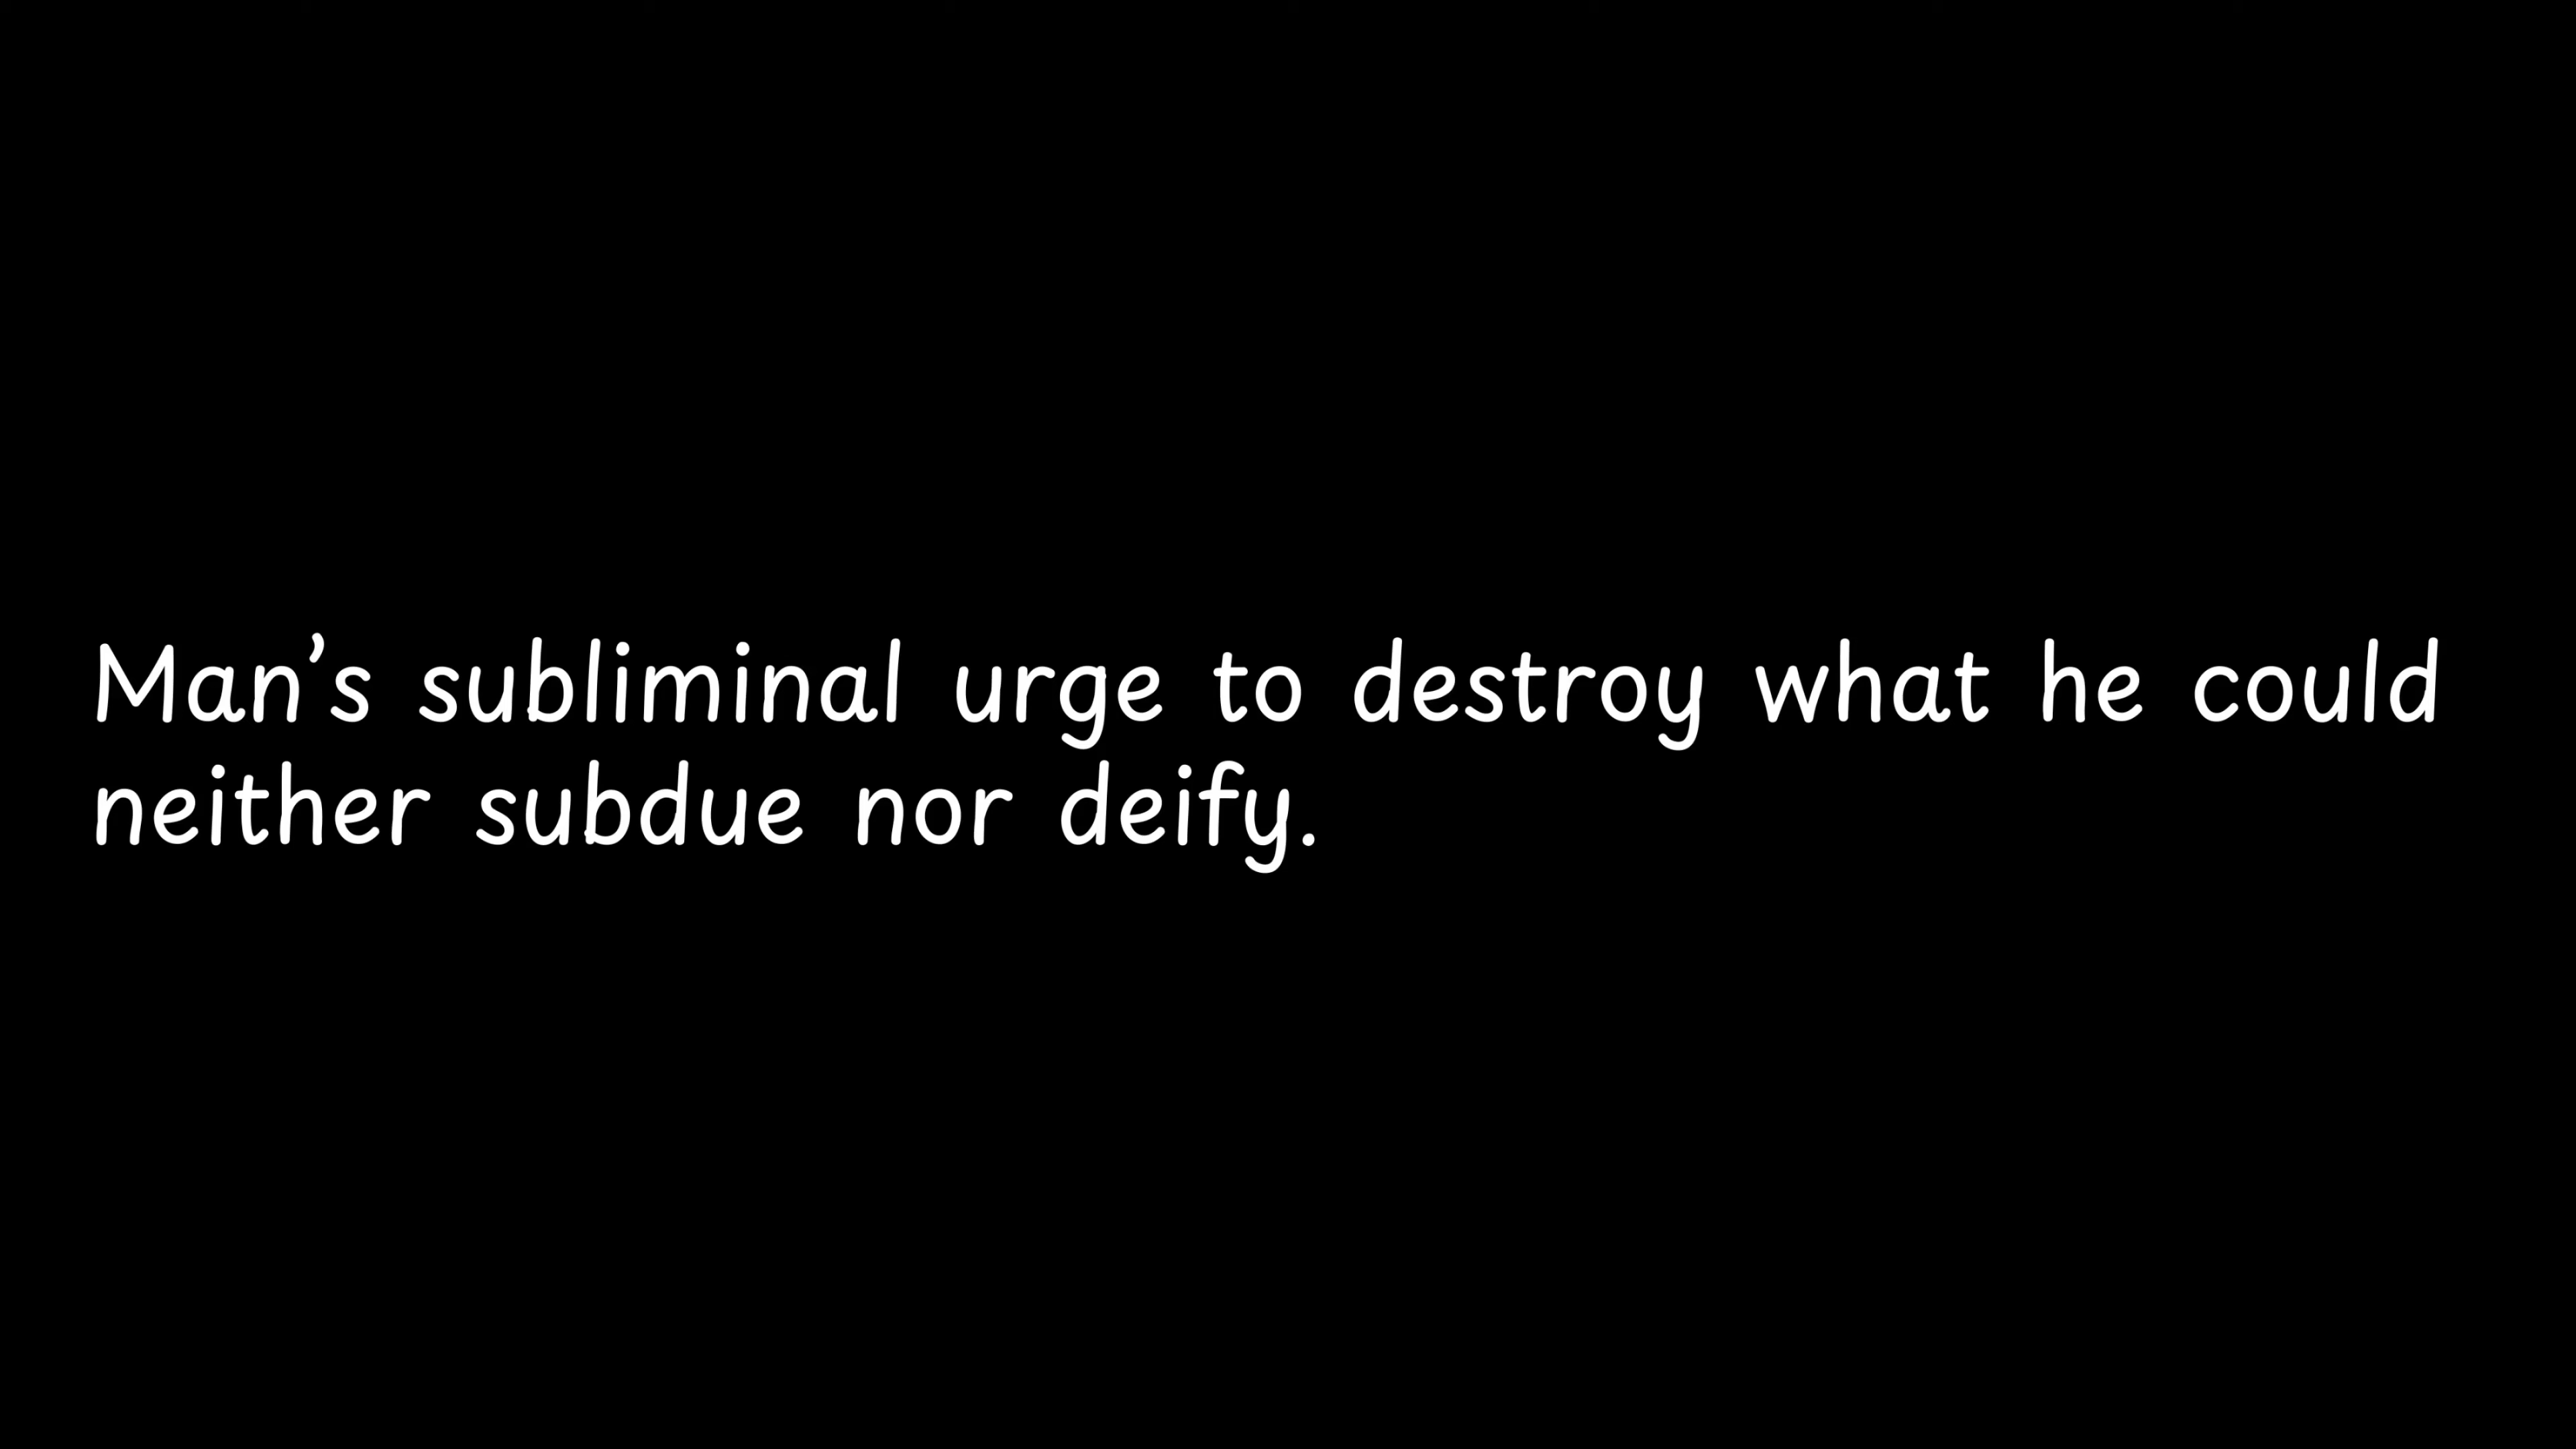 Man’s subliminal urge to destroy what he could
neither subdue nor deify.